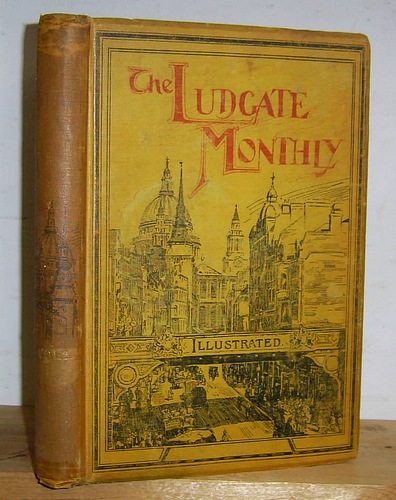 The LUDGATE
MONTHLY
ILLUSTRATED.